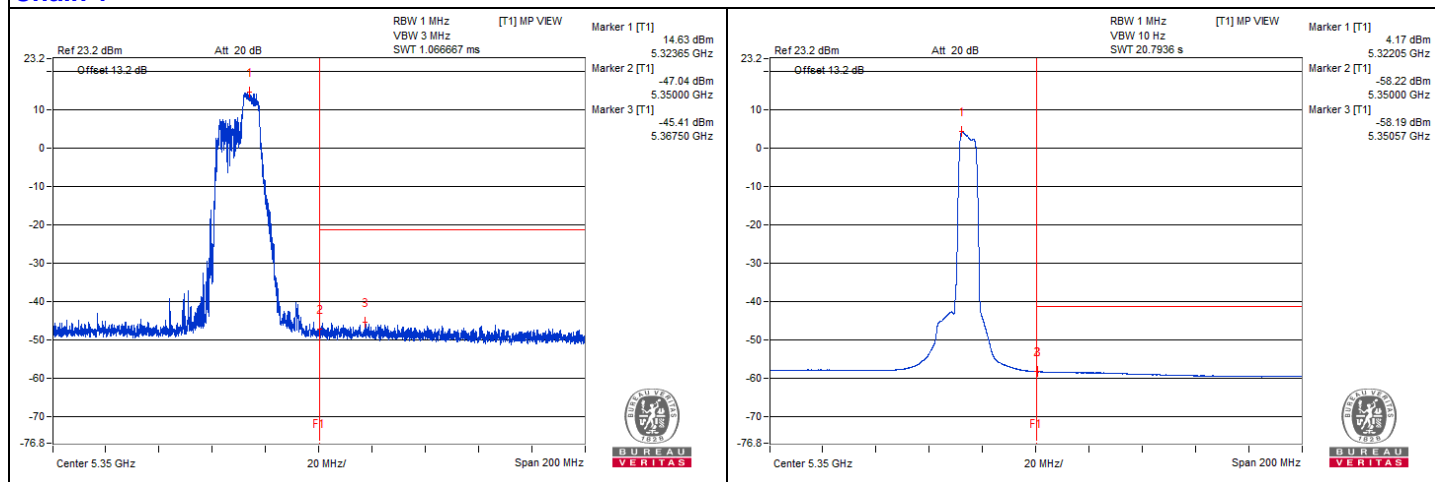 RBW 1 MHz [T1] MP VIEW
VBW 3 MHz
Ref 23.2 dBm Att 20 dB SWT 1.066667 ms
23.2
Offset 13.2 dB
10
0
-10
-20
-30
-40
-50
-60
-70
-76.8
1
2
3
F1
Center 5.35 GHz 20 MHz/ Span 200 MHz
Marker 1 [T1]
14.63 dBm
5.32365 GHz
Marker 2 [T1]
-47.04 dBm
5.35000 GHz
Marker 3 [T1]
-45.41 dBm
5.36750 GHz
BUREAU VERITAS
1828
BUREAU
VERITAS
RBW 1 MHz [T1] MP VIEW
VBW 10 Hz
Ref 23.2 dBm Att 20 dB SWT 20.7936 s
23.2
Offset 13.2 dB
10
0
-10
-20
-30
-40
-50
-60
-70
-76.8
1
F1
Center 5.35 GHz 20 MHz/ Span 200 MHz
Marker 1 [T1]
4.17 dBm
5.32205 GHz
Marker 2 [T1]
-58.22 dBm
5.35000 GHz
Marker 3 [T1]
-58.19 dBm
5.35057 GHz
BUREAU VERITAS
1828
BUREAU
VERITAS